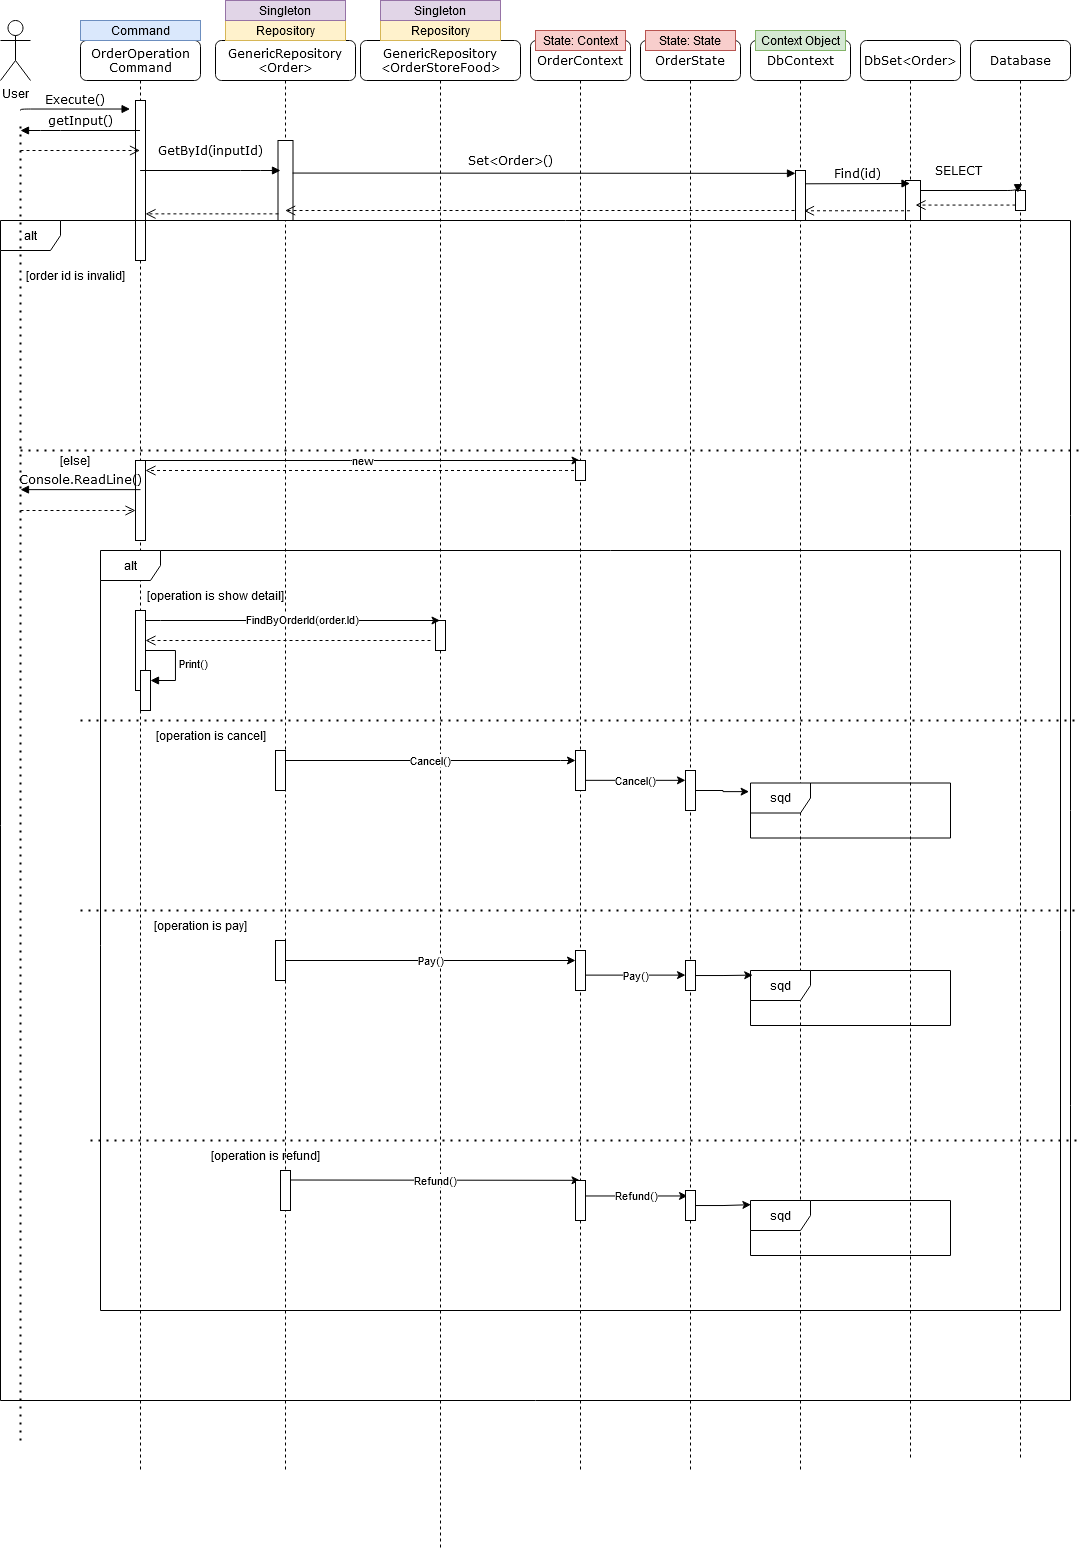 Singleton
Singleton
Command
Repository
Repository
State: Context
State: State
Context Object
OrderOperation
Command
GenericRepository
<Order>
GenericRepository
<OrderStoreFood>
OrderContext
OrderState
DbContext
DbSet<Order>
Database
User
Execute()
getInput()
GetById(inputId)
Set<Order>()
Find(id)
SELECT
alt
[order id is invalid]
[else]
new
Console.ReadLine()
alt
[operation is show detail]
FindByOrderId(order.Id)
Print()
[operation is cancel]
Cancel()
Cancel()
sqd
[operation is pay]
Pay()
Pay()
sqd
[operation is refund]
Refund()
Refund()
sqd